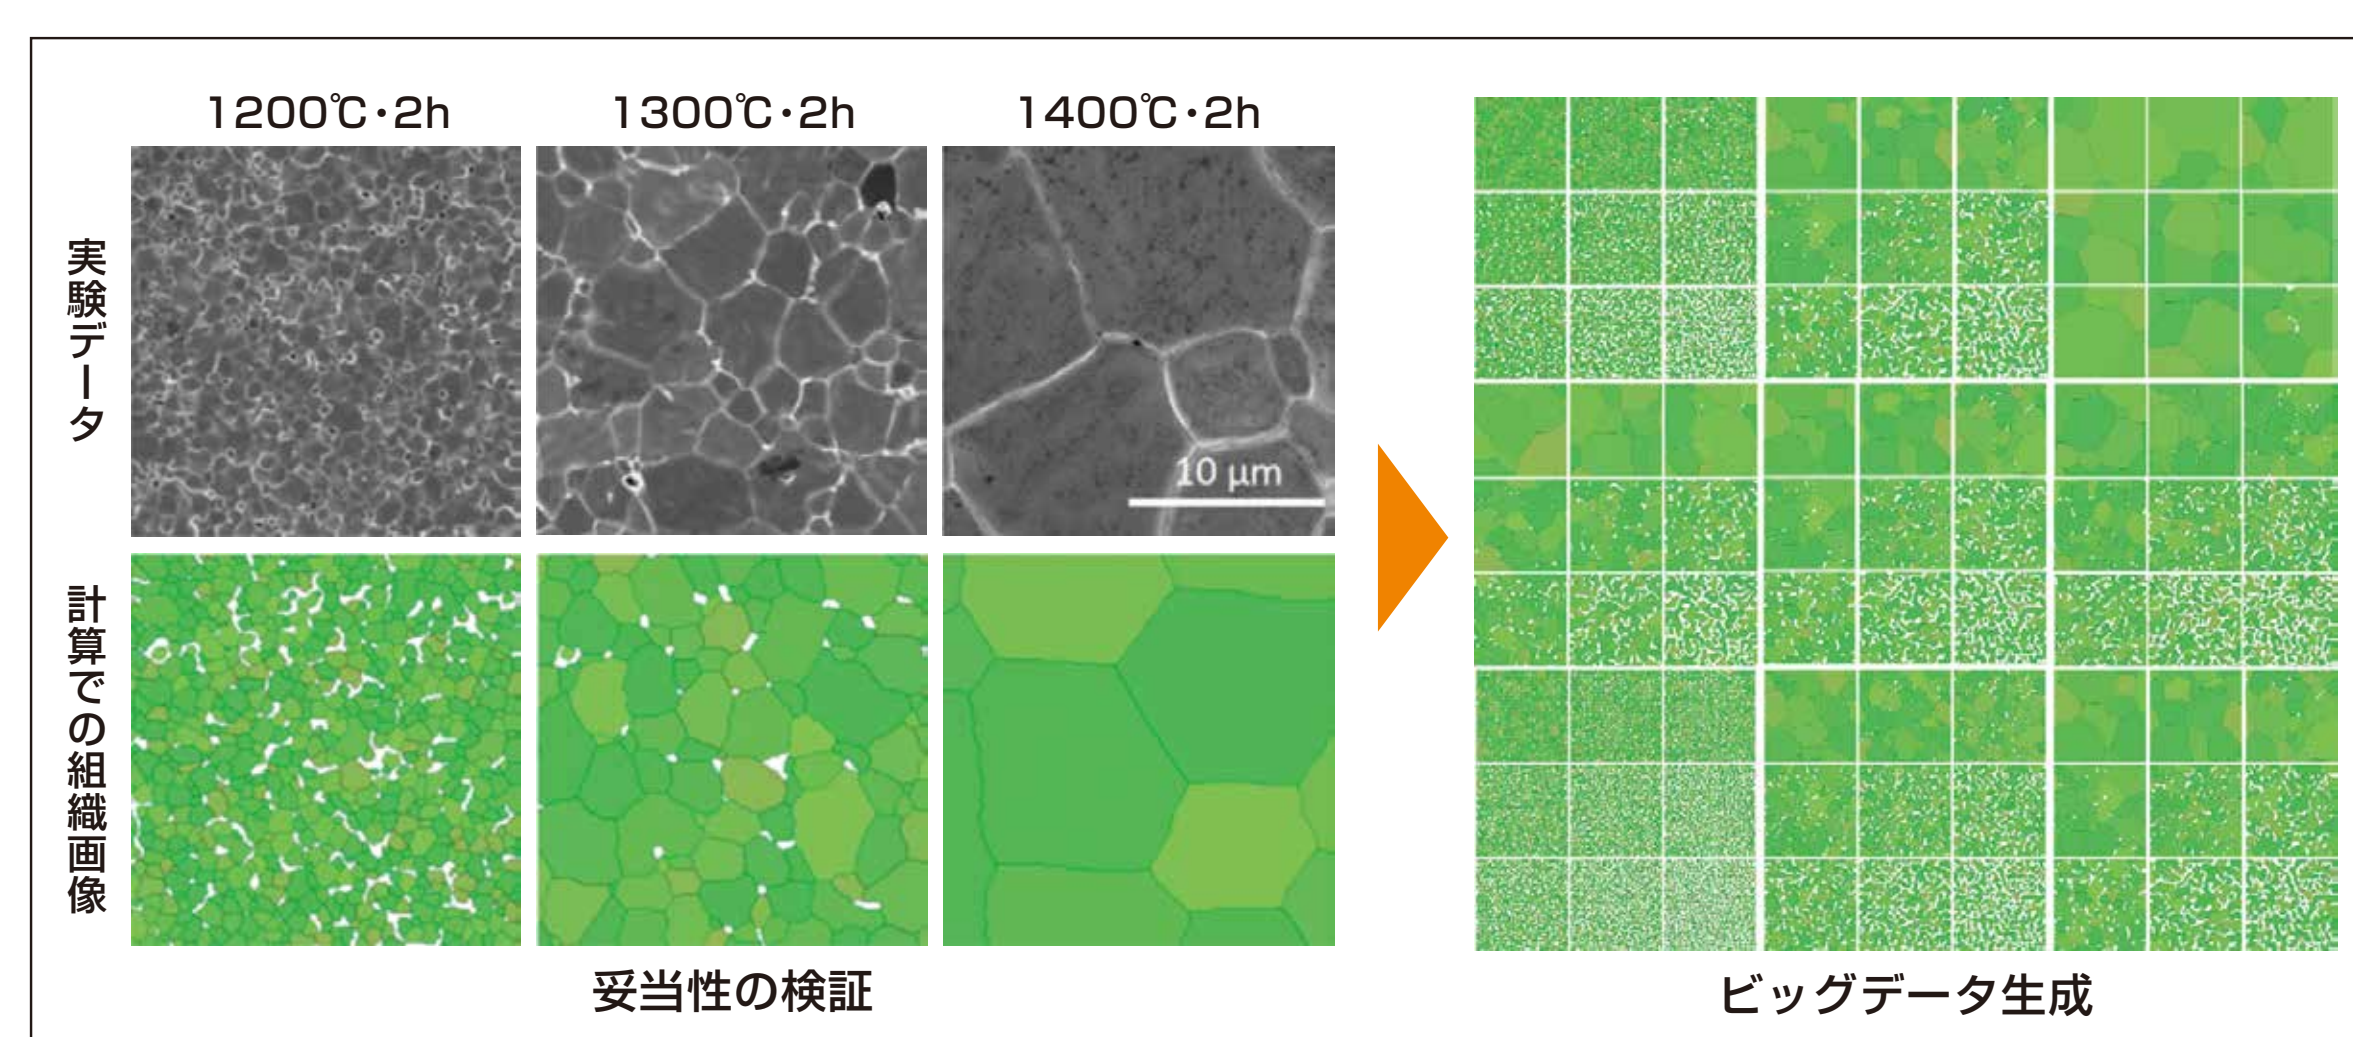 1200℃・2h
1300℃・2h
1400℃・2h
実験データ
10 μm
計算での組織画像
妥当性の検証
ビッグデータ生成